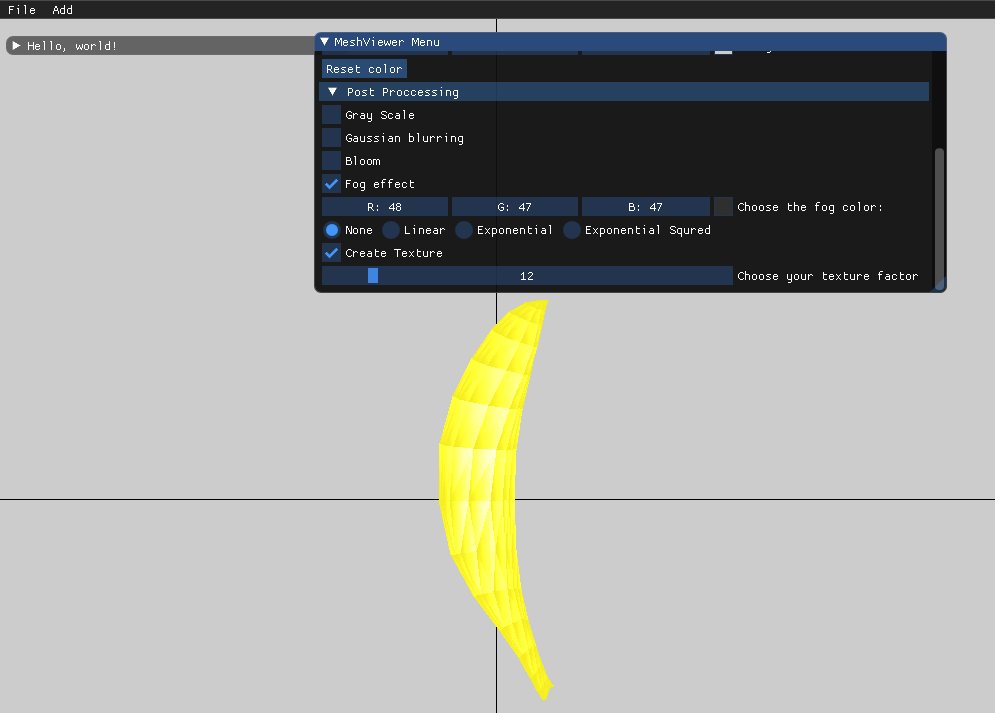 File Add
Hello, world!
MeshViewer Menu
Reset color
Post Proccessing
Gray Scale
Gaussian blurring
Bloom
Fog effect
R: 48 G: 47 B: 47 Choose the fog color:
None Linear Exponential Exponential Squred
Create Texture
12 Choose your texture factor